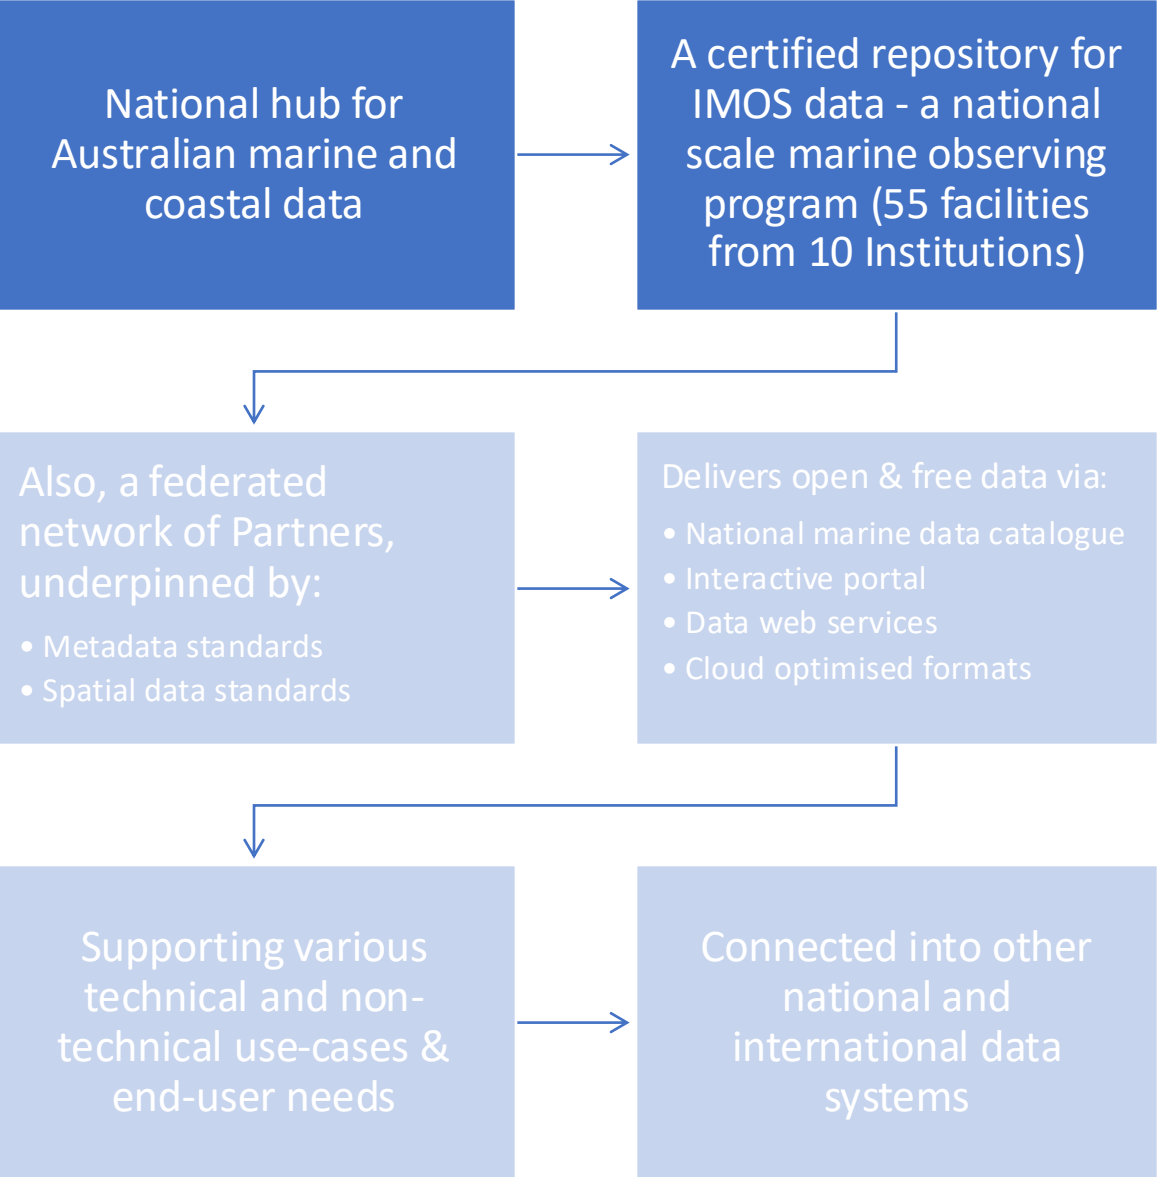 National hub for
Australian marine and
coastal data
A certified repository for
IMOS data - a national
scale marine observing
program (55 facilities
from 10 Institutions)
Also, a federated
network of Partners,
underpinned by:
• Metadata standards
• Spatial data standards
Delivers open & free data via:
• National marine data catalogue
• Interactive portal
• Data web services
• Cloud optimised formats
Supporting various
technical and non-
technical use-cases &
end-user needs
Connected into other
national and
international data
systems